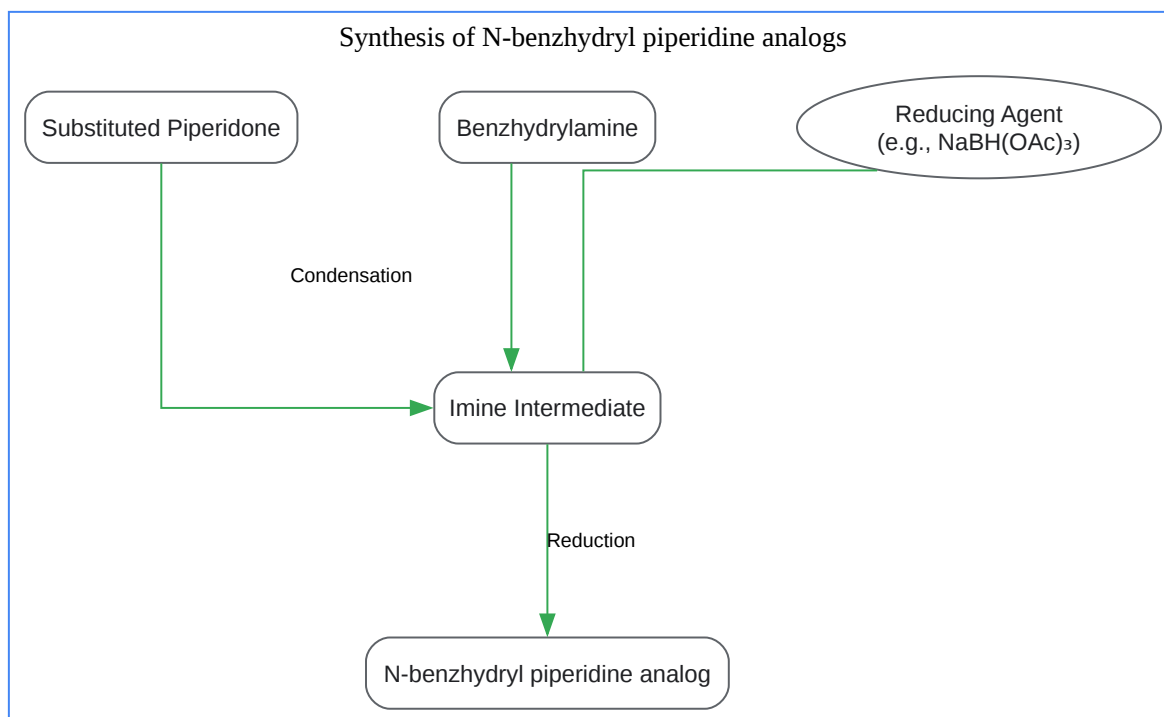 Synthesis of N-benzhydryl piperidine analogs
Substituted Piperidone
Benzhydrylamine
Reducing Agent
(e.g., NaBH(OAc)₃)
Condensation
Imine Intermediate
Reduction
N-benzhydryl piperidine analog